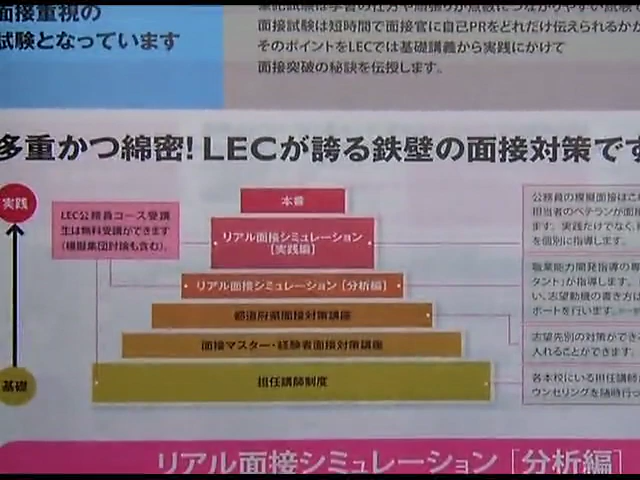 面接重視の
試験となっています
面接試験は短時間で面接官に自己PRをどれだけ伝えられるか
そのポイントをLECでは基礎講義から実践にかけて
面接突破の秘訣を伝授します。
多重かつ綿密!LECが誇る鉄壁の面接対策です
実践
基礎
LEC公務員コース受講
生は無料受講ができます
(模擬集団討論も含む)。
本番
リアル面接シミュレーション
[実践編]
リアル面接シミュレーション[分析編]
都道府県面接対策講座
面接マスター・経験者面接対策講座
担任講師制度
公務員の模擬面接はこ
担当者のベテランが面
ます。実践だけでなく、
を個別に指導します。
職業能力開発指導の専
タント」が指導します。
い、志望動機の書き方
ポートを行います。
志望先別の対策ができ
入れることができます。
各本校にいる担任講師
ウンセリングを随時行
リアル面接シミュレーション[分析編]